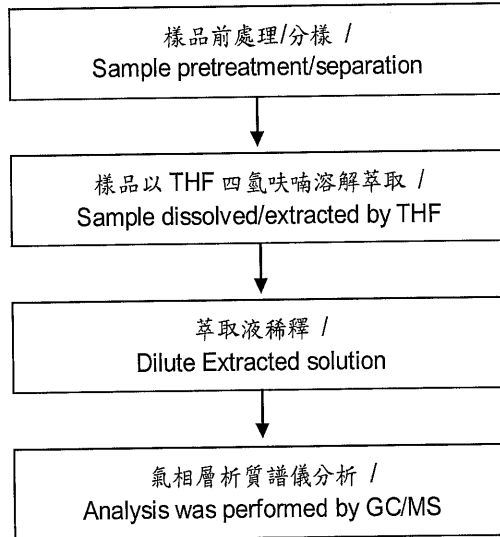 樣品前處理/分樣 /
Sample pretreatment/separation
樣品以 THF 四氫呋喃溶解萃取 /
Sample dissolved/extracted by THF
萃取液稀釋 /
Dilute Extracted solution
氣相層析質譜儀分析 /
Analysis was performed by GC/MS